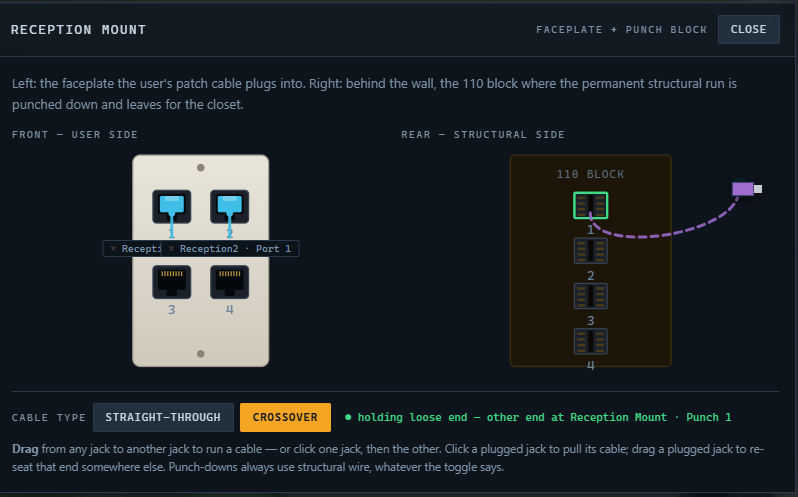 RECEPTION MOUNT
FACEPLATE + PUNCH BLOCK
CLOSE
Left: the faceplate the user's patch cable plugs into. Right: behind the wall, the 110 block where the permanent structural run is
punched down and leaves for the closet.
FRONT — USER SIDE
REAR — STRUCTURAL SIDE
110 BLOCK
1
2
× Recepti
× Reception2 · Port 1
3
4
1
2
3
4
CABLE TYPE
STRAIGHT-THROUGH
CROSSOVER
● holding loose end — other end at Reception Mount · Punch 1
Drag from any jack to another jack to run a cable — or click one jack, then the other. Click a plugged jack to pull its cable; drag a plugged jack to re-
seat that end somewhere else. Punch-downs always use structural wire, whatever the toggle says.